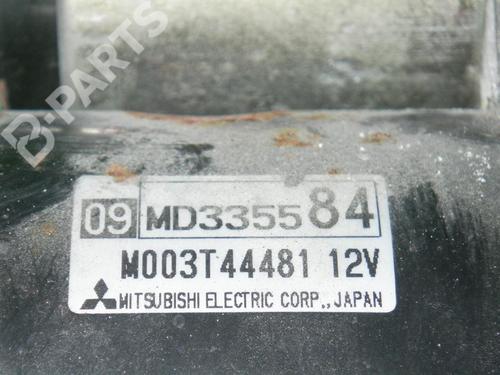 B-PARTS
09 MD335584
M003T44481 12V
MITSUBISHI ELECTRIC CORP., JAPAN